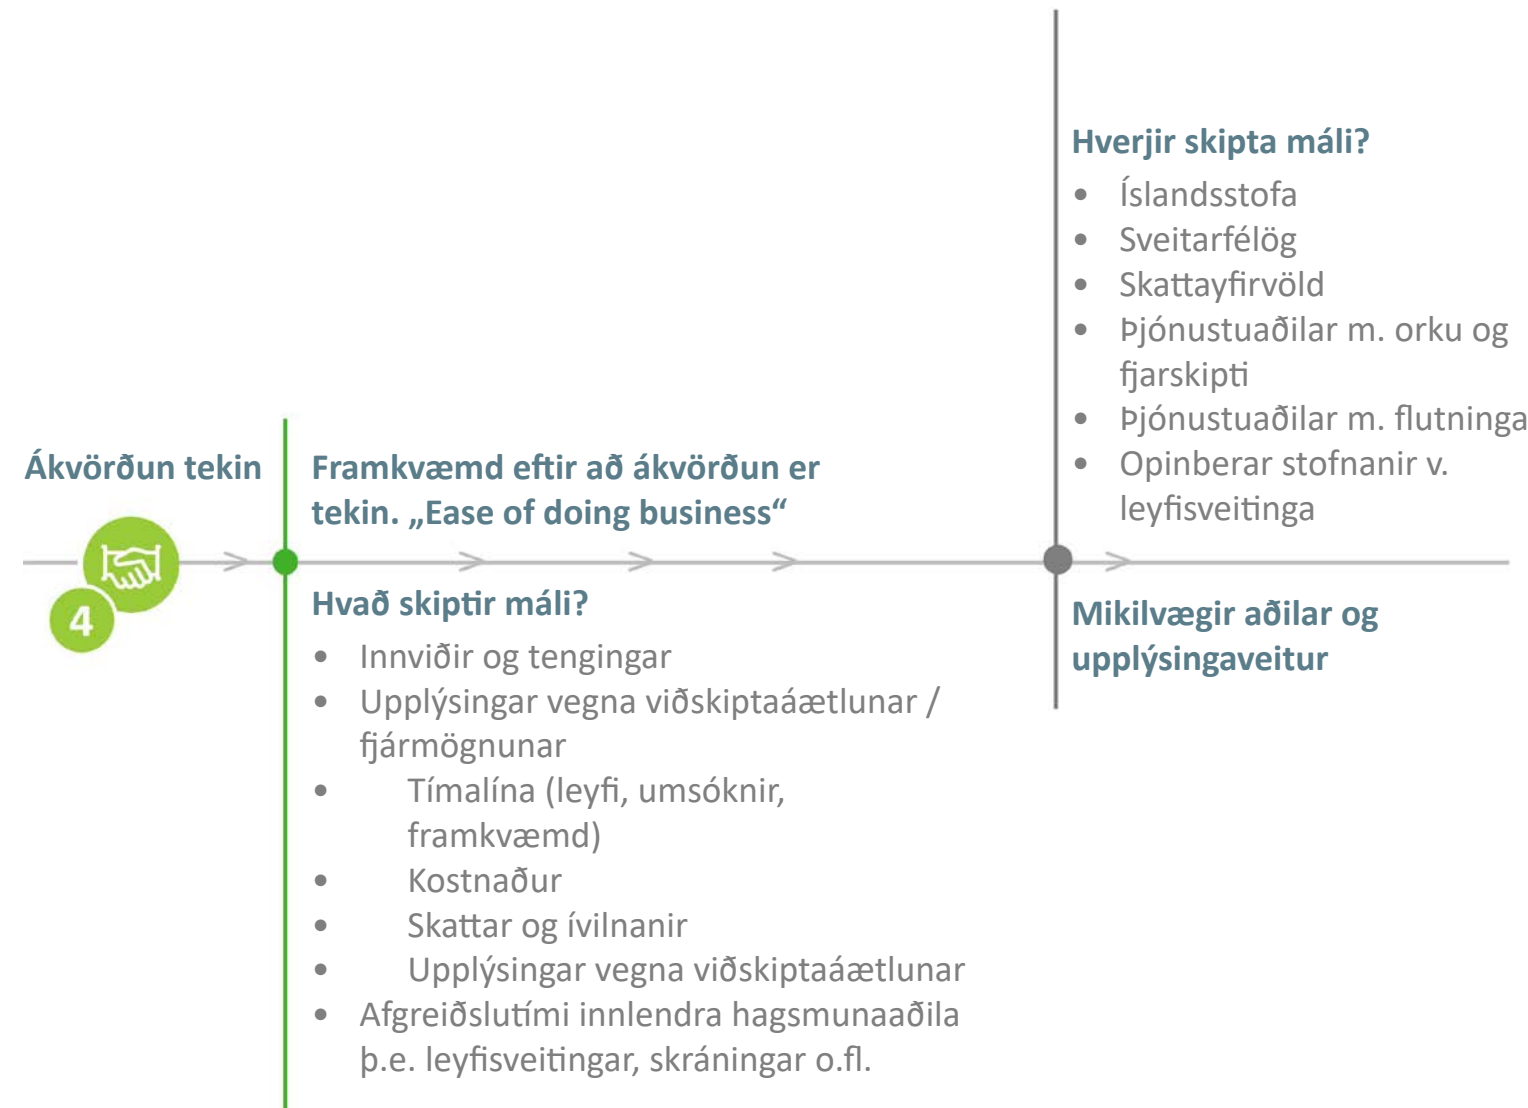 Ákvörðun tekin
4
Framkvæmd eftir að ákvörðun er
tekin. „Ease of doing business“
Hvað skiptir máli?
• Innviðir og tengingar
• Upplýsingar vegna viðskiptaáætlunar /
fjármögnunar
• Tímalína (leyfi, umsóknir,
framkvæmd)
• Kostnaður
• Skattar og ívilnanir
• Upplýsingar vegna viðskiptaáætlunar
• Afgreiðslutími innlendra hagsmunaaðila
þ.e. leyfisveitingar, skráningar o.fl.
Hverjir skipta máli?
• Íslandsstofa
• Sveitarfélög
• Skattayfirvöld
• Þjónustuaðilar m. orku og
fjarskipti
• Þjónustuaðilar m. flutninga
• Opinberar stofnanir v.
leyfisveitinga
Mikilvægir aðilar og
upplýsingaveitur